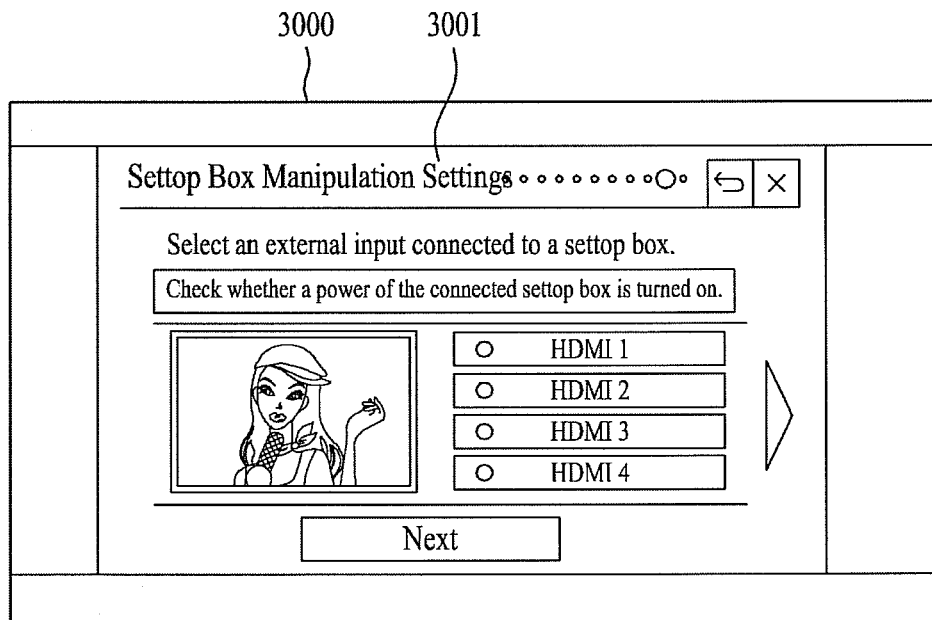 3000 3001
Settop Box Manipulation Settings
Select an external input connected to a settop box.
Check whether a power of the connected settop box is turned on.
HDMI 1
HDMI 2
HDMI 3
HDMI 4
Next